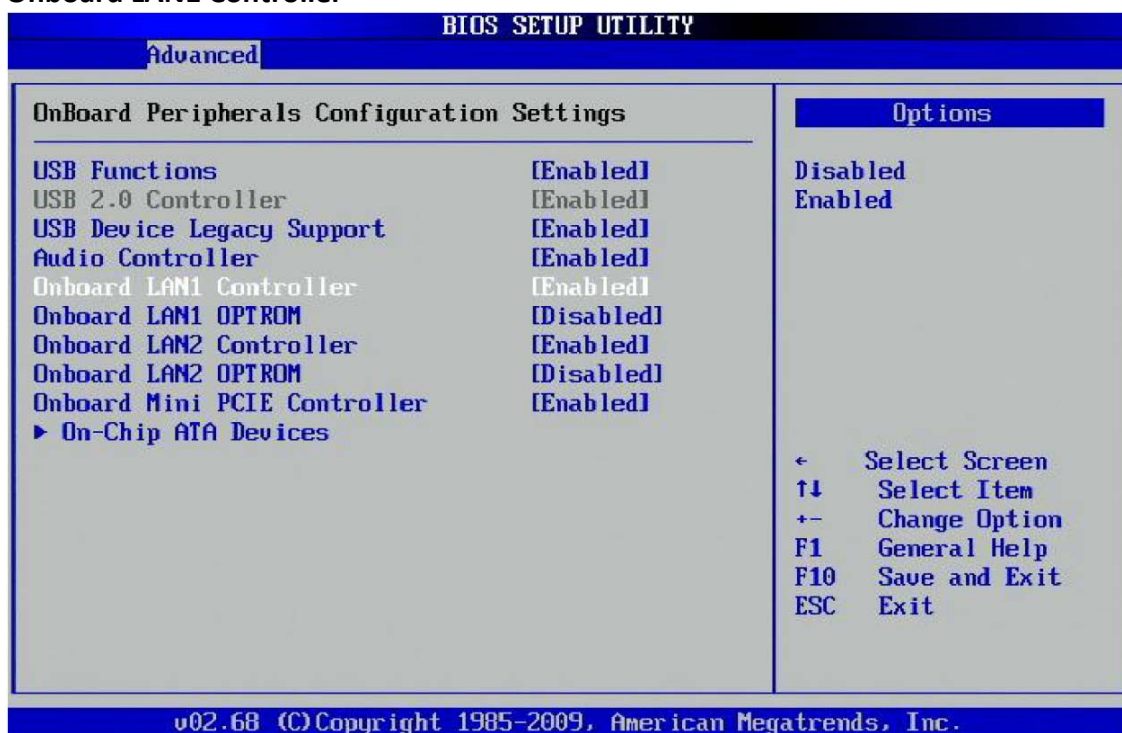 Onboard LAN1 Controller
BIOS SETUP UTILITY
Advanced
OnBoard Peripherals Configuration Settings
USB Functions [Enabled]
USB 2.0 Controller [Enabled]
USB Device Legacy Support [Enabled]
Audio Controller [Enabled]
Onboard LAN1 Controller [Enabled]
Onboard LAN1 OPTROM [Disabled]
Onboard LAN2 Controller [Enabled]
Onboard LAN2 OPTROM [Disabled]
Onboard Mini PCIE Controller [Enabled]
► On-Chip ATA Devices
Options
Disabled
Enabled
← Select Screen
↑↓ Select Item
+- Change Option
F1 General Help
F10 Save and Exit
ESC Exit
v02.68 (C)Copyright 1985-2009, American Megatrends, Inc.